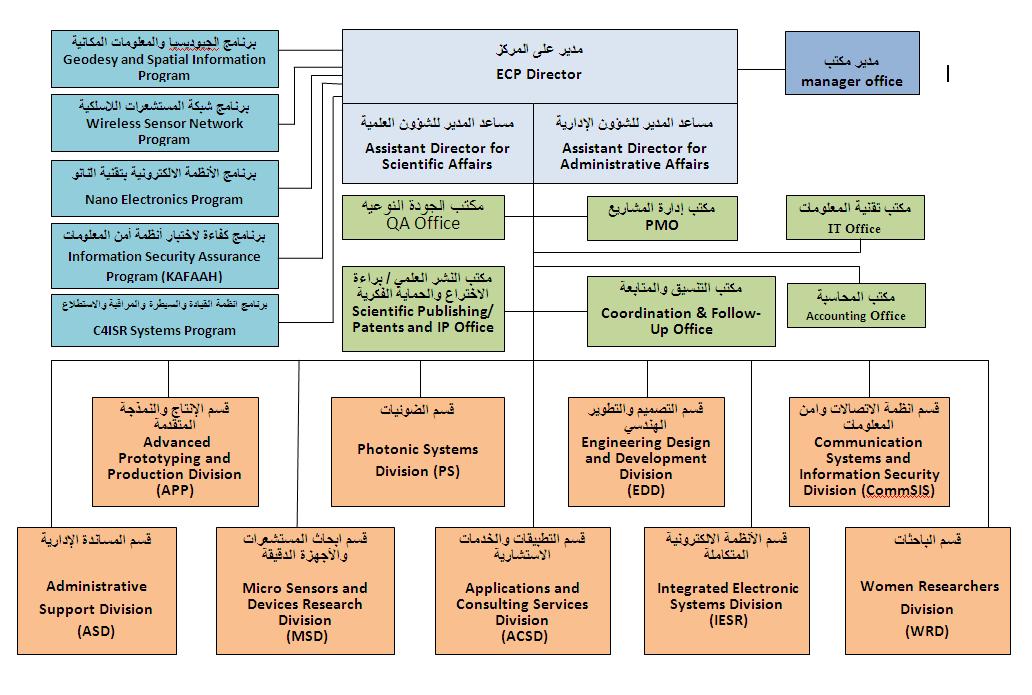 برنامج الجيوديسيا والمعلومات المكانية
Geodesy and Spatial Information
Program
برنامج شبكة المستشعرات اللاسلكية
Wireless Sensor Network
Program
برنامج الأنظمة الالكترونية بتقنية النانو
Nano Electronics Program
برنامج كفاءة لاختبار أنظمة أمن المعلومات
Information Security Assurance
Program (KAFAAH)
برنامج انظمة القيادة والسيطرة والمراقبة والاستطلاع
C4ISR Systems Program
مدير على المركز
ECP Director
مدير مكتب
manager office
مساعد المدير للشؤون العلمية
Assistant Director for
Scientific Affairs
مساعد المدير للشؤون الإدارية
Assistant Director for
Administrative Affairs
مكتب الجودة النوعيه
QA Office
مكتب إدارة المشاريع
PMO
مكتب تقنية المعلومات
IT Office
مكتب النشر العلمي / براءة
الاختراع والحماية الفكرية
Scientific Publishing/
Patents and IP Office
مكتب التنسيق والمتابعة
Coordination & Follow-
Up Office
مكتب المحاسبة
Accounting Office
قسم الإنتاج والنمذجة
المتقدمة
Advanced
Prototyping and
Production Division
(APP)
قسم الضوئيات
Photonic Systems
Division (PS)
قسم التصميم والتطوير
الهندسي
Engineering Design
and Development
Division
(EDD)
قسم انظمة الاتصالات وامن
المعلومات
Communication
Systems and
Information Security
Division (CommSIS)
قسم المساندة الإدارية
Administrative
Support Division
(ASD)
قسم ابحاث المستشعرات
والأجهزة الدقيقة
Micro Sensors and
Devices Research
Division
(MSD)
قسم التطبيقات والخدمات
الاستشارية
Applications and
Consulting Services
Division
(ACSD)
قسم الأنظمة الالكترونية
المتكاملة
Integrated Electronic
Systems Division
(IESR)
قسم الباحثات
Women Researchers
Division
(WRD)